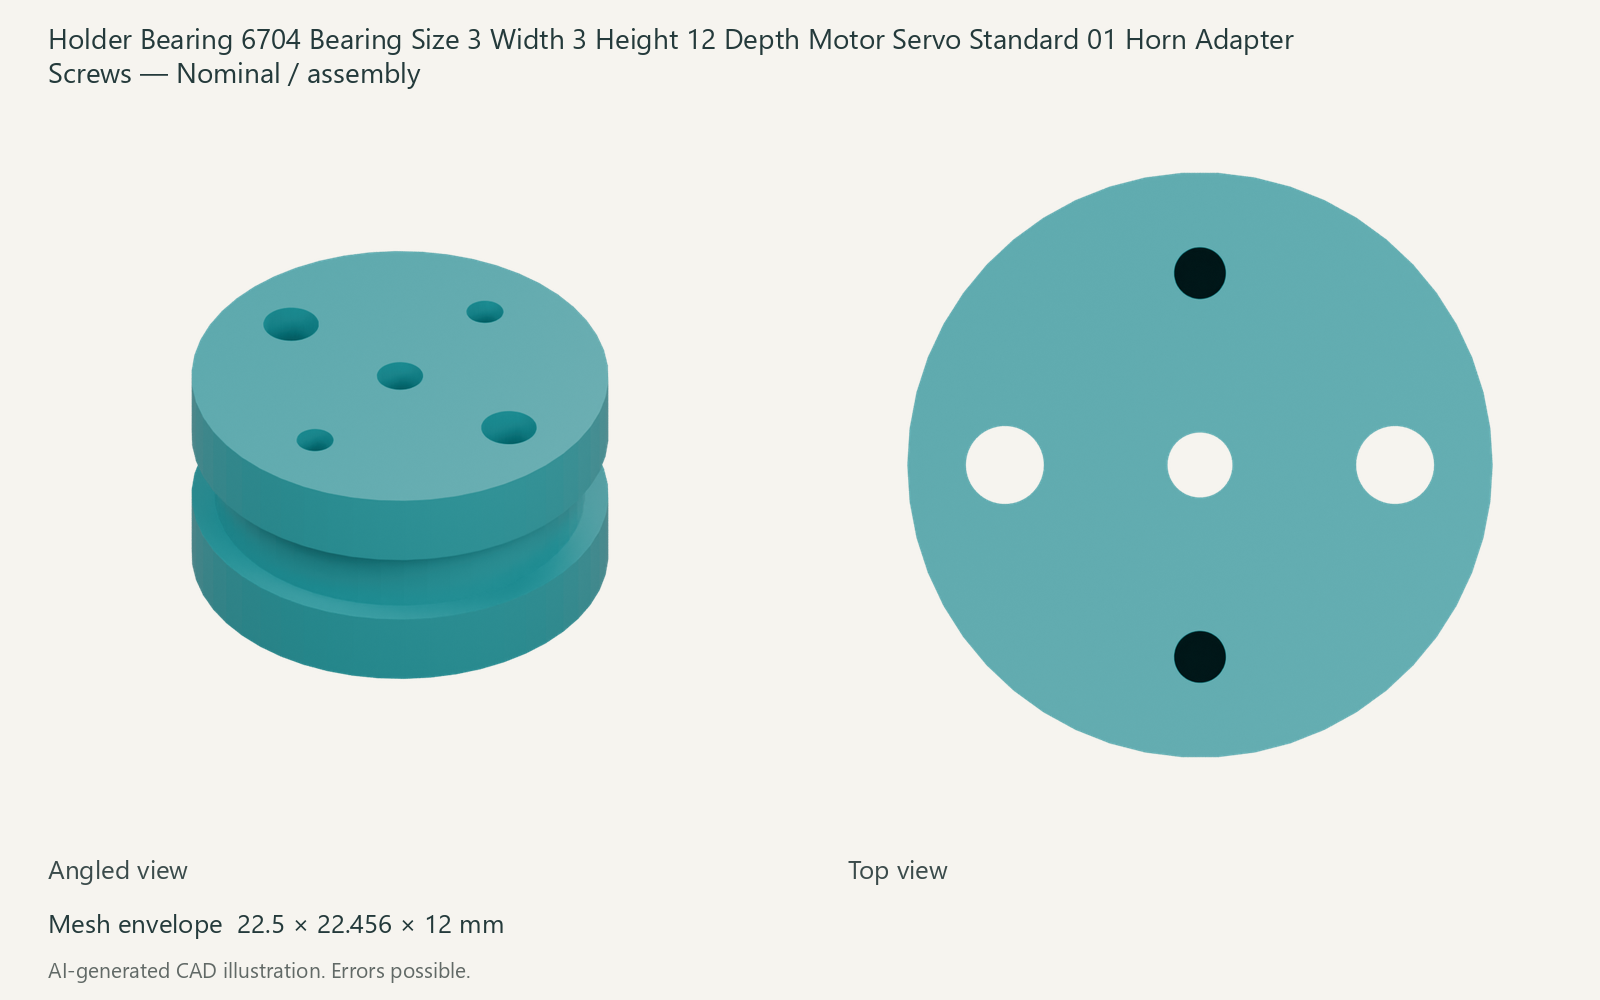 Holder Bearing 6704 Bearing Size 3 Width 3 Height 12 Depth Motor Servo Standard 01 Horn Adapter
Screws — Nominal / assembly
Angled view
Top view
Mesh envelope 22.5 × 22.456 × 12 mm
AI-generated CAD illustration. Errors possible.